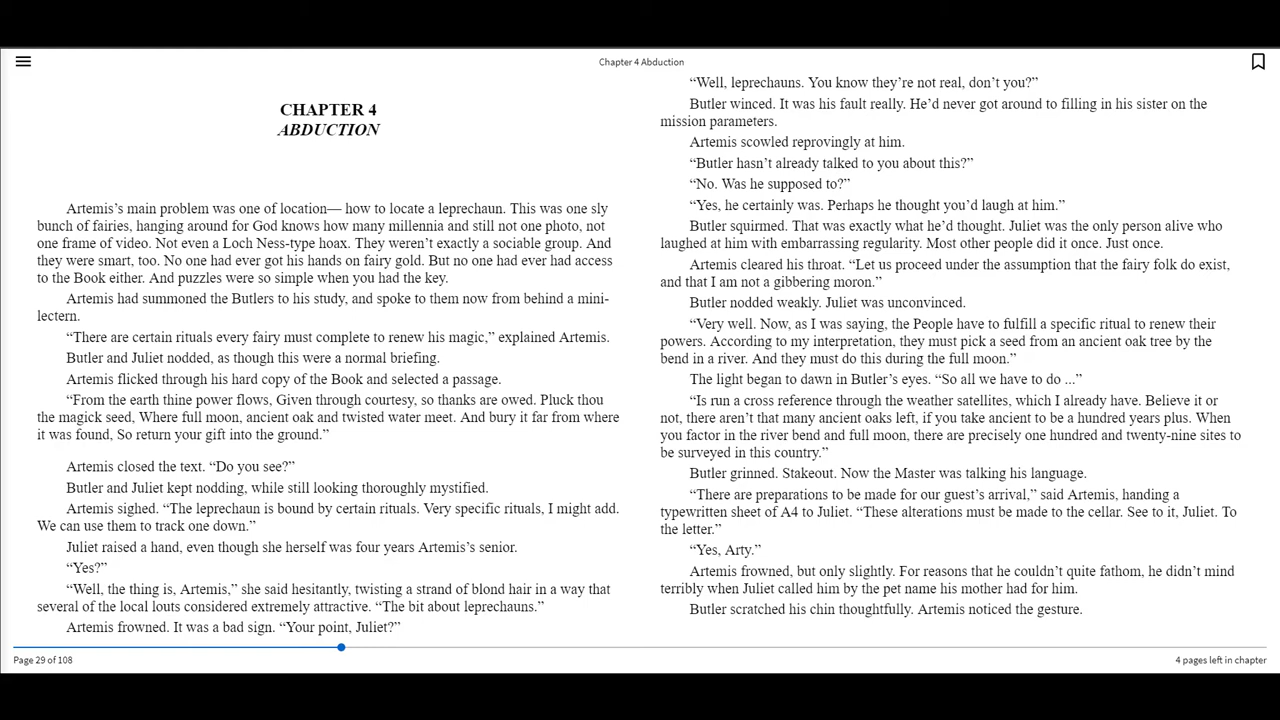 Chapter 4 Abduction
CHAPTER 4
ABDUCTION
Artemis’s main problem was one of location— how to locate a leprechaun. This was one sly
bunch of fairies, hanging around for God knows how many millennia and still not one photo, not
one frame of video. Not even a Loch Ness-type hoax. They weren’t exactly a sociable group. And
they were smart, too. No one had ever got his hands on fairy gold. But no one had ever had access
to the Book either. And puzzles were so simple when you had the key.
Artemis had summoned the Butlers to his study, and spoke to them now from behind a mini-
lectern.
“There are certain rituals every fairy must complete to renew his magic,” explained Artemis.
Butler and Juliet nodded, as though this were a normal briefing.
Artemis flicked through his hard copy of the Book and selected a passage.
“From the earth thine power flows, Given through courtesy, so thanks are owed. Pluck thou
the magick seed, Where full moon, ancient oak and twisted water meet. And bury it far from where
it was found, So return your gift into the ground.”
Artemis closed the text. “Do you see?”
Butler and Juliet kept nodding, while still looking thoroughly mystified.
Artemis sighed. “The leprechaun is bound by certain rituals. Very specific rituals, I might add.
We can use them to track one down.”
Juliet raised a hand, even though she herself was four years Artemis’s senior.
“Yes?”
“Well, the thing is, Artemis,” she said hesitantly, twisting a strand of blond hair in a way that
several of the local louts considered extremely attractive. “The bit about leprechauns.”
Artemis frowned. It was a bad sign. “Your point, Juliet?”
“Well, leprechauns. You know they’re not real, don’t you?”
Butler winced. It was his fault really. He’d never got around to filling in his sister on the
mission parameters.
Artemis scowled reprovingly at him.
“Butler hasn’t already talked to you about this?”
“No. Was he supposed to?”
“Yes, he certainly was. Perhaps he thought you’d laugh at him.”
Butler squirmed. That was exactly what he’d thought. Juliet was the only person alive who
laughed at him with embarrassing regularity. Most other people did it once. Just once.
Artemis cleared his throat. “Let us proceed under the assumption that the fairy folk do exist,
and that I am not a gibbering moron.”
Butler nodded weakly. Juliet was unconvinced.
“Very well. Now, as I was saying, the People have to fulfill a specific ritual to renew their
powers. According to my interpretation, they must pick a seed from an ancient oak tree by the
bend in a river. And they must do this during the full moon.”
The light began to dawn in Butler’s eyes. “So all we have to do ...”
“Is run a cross reference through the weather satellites, which I already have. Believe it or
not, there aren’t that many ancient oaks left, if you take ancient to be a hundred years plus. When
you factor in the river bend and full moon, there are precisely one hundred and twenty-nine sites to
be surveyed in this country.”
Butler grinned. Stakeout. Now the Master was talking his language.
“There are preparations to be made for our guest’s arrival,” said Artemis, handing a
typewritten sheet of A4 to Juliet. “These alterations must be made to the cellar. See to it, Juliet. To
the letter.”
“Yes, Arty.”
Artemis frowned, but only slightly. For reasons that he couldn’t quite fathom, he didn’t mind
terribly when Juliet called him by the pet name his mother had for him.
Butler scratched his chin thoughtfully. Artemis noticed the gesture.
Page 29 of 108
4 pages left in chapter